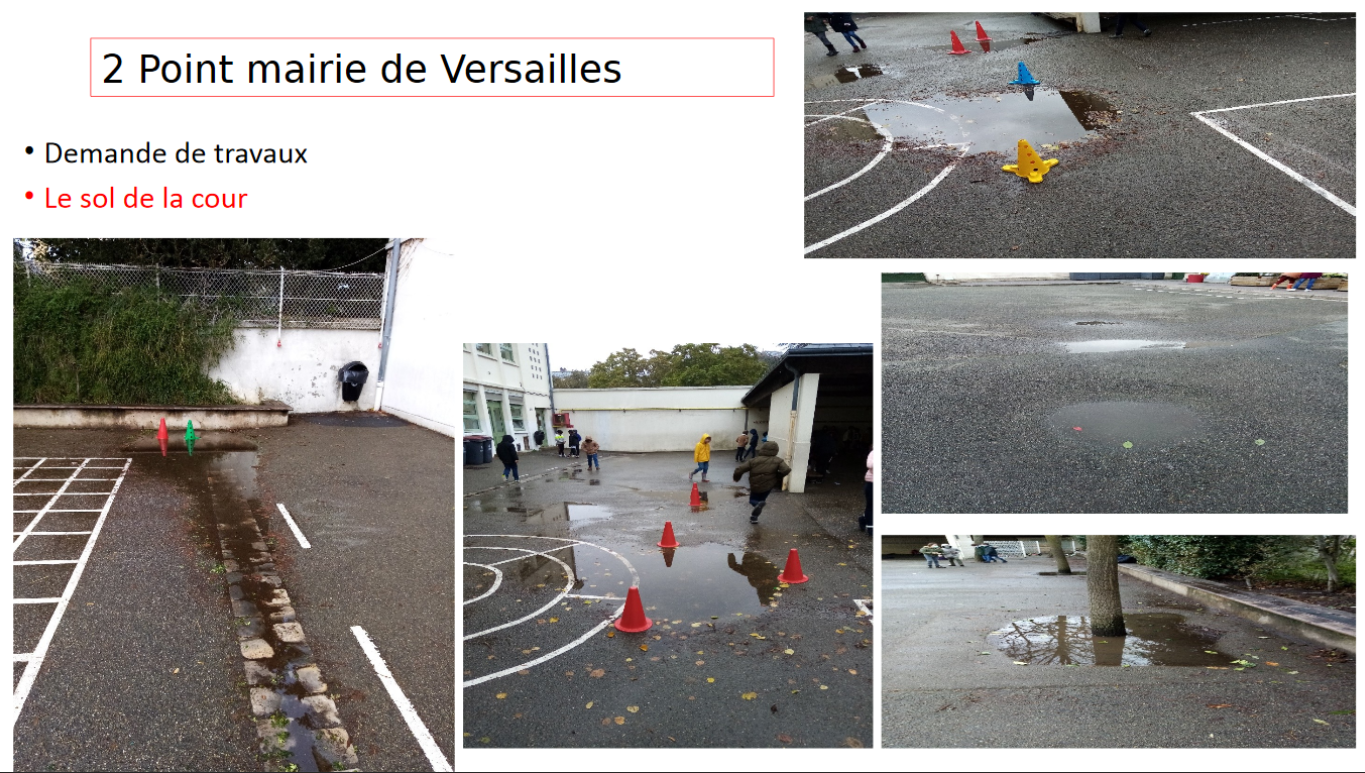 2 Point mairie de Versailles
• Demande de travaux
• Le sol de la cour